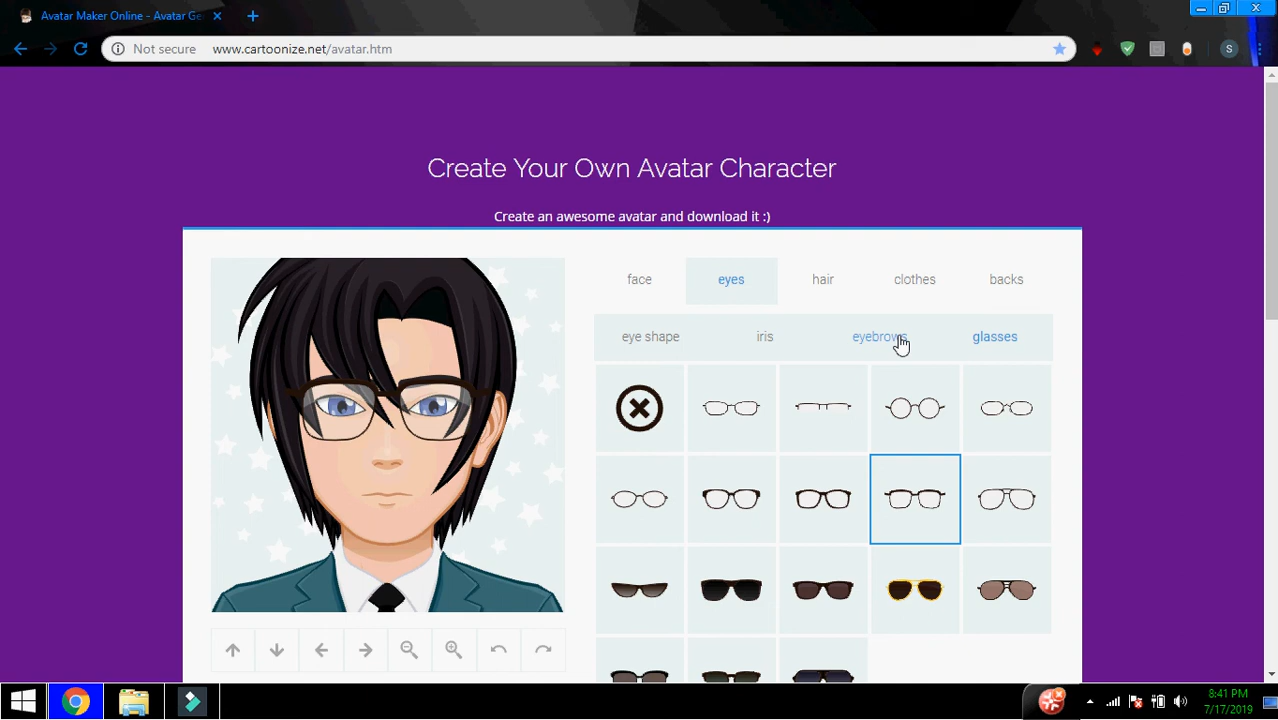 Avatar Maker Online - Avatar Ge
Not secure www.cartoonize.net/avatar.htm
S
Create Your Own Avatar Character
Create an awesome avatar and download it :)
face eyes hair clothes backs
eye shape iris eyebrows glasses
8:41 PM
7/17/2019